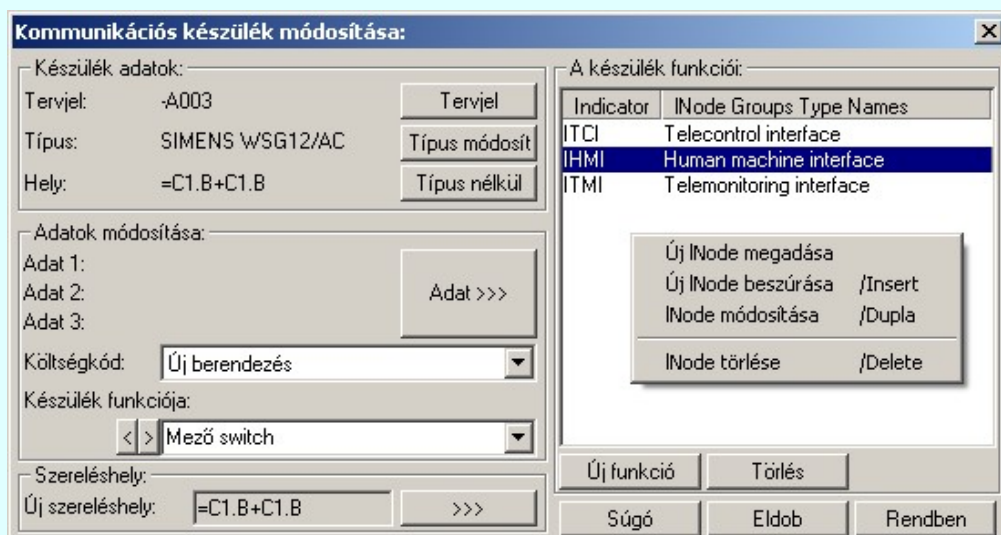 Kommunikációs készülék módosítása:
Készülék adatok:
Tervjel: -A003 Tervjel
Típus: SIMENS WSG12/AC Típus módosít
Hely: =C1.B+C1.B Típus nélkül
Adatok módosítása:
Adat 1:
Adat 2:
Adat 3:
Adat >>>
Költségkód: Új berendezés
Készülék funkciója:
< > Mező switch
Szereléshely:
Új szereléshely: =C1.B+C1.B >>>
A készülék funkciói:
Indicator lNode Groups Type Names
ITCI Telecontrol interface
IHMI Human machine interface
ITMI Telemonitoring interface
Új lNode megadása
Új lNode beszúrása /Insert
lNode módosítása /Dupla
lNode törlése /Delete
Új funkció Törlés
Súgó Eldob Rendben